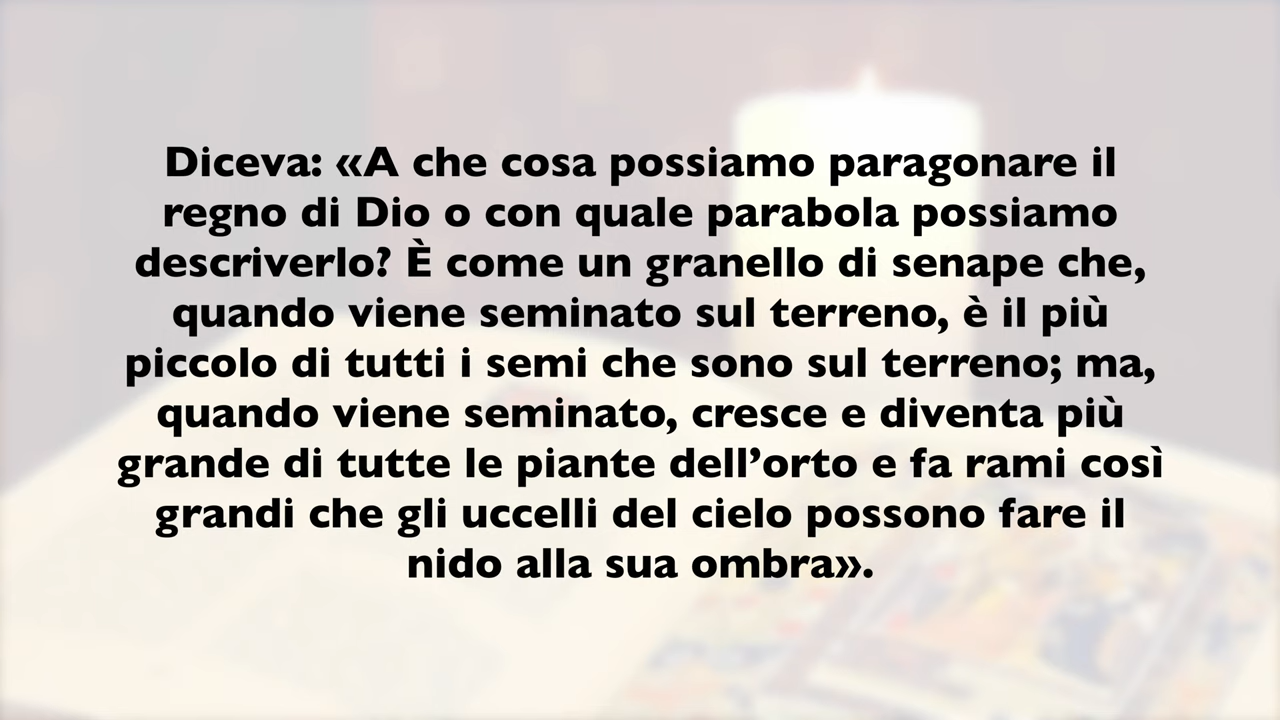 Diceva: «A che cosa possiamo paragonare il
regno di Dio o con quale parabola possiamo
descriverlo? È come un granello di senape che,
quando viene seminato sul terreno, è il più
piccolo di tutti i semi che sono sul terreno; ma,
quando viene seminato, cresce e diventa più
grande di tutte le piante dell’orto e fa rami così
grandi che gli uccelli del cielo possono fare il
nido alla sua ombra».